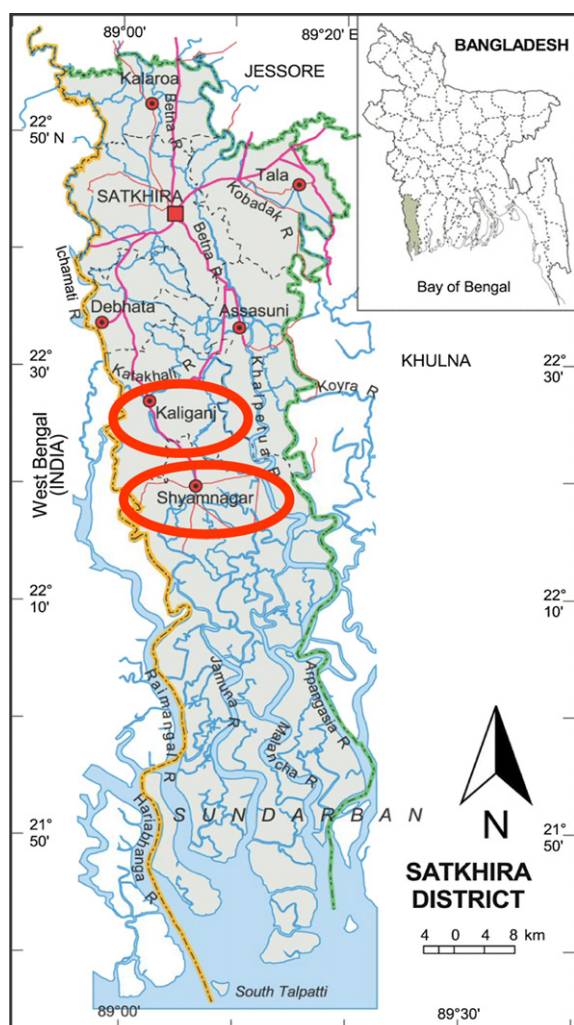 89°00'
89°20' E
BANGLADESH
Bay of Bengal
Kalaroa
JESSORE
22°
50' N
Betna R
Tala
SATKHIRA
Kobadak R
Betna R
Ichamati R
Debhata
Assasuni
22°
30'
22°
30'
KHULNA
Katakhali R
Koyra R
Kaliganj
Kholpetua R
West Bengal
(INDIA)
Shyamnagar
22°
10'
22°
10'
Raimangal R
Jamuna R
Malancha R
Arpangasia R
N
SUNDARBAN
21°
50'
21°
50'
Hariabhanga R
SATKHIRA
DISTRICT
4 0 4 8 km
South Talpatti
89°00'
89°30'